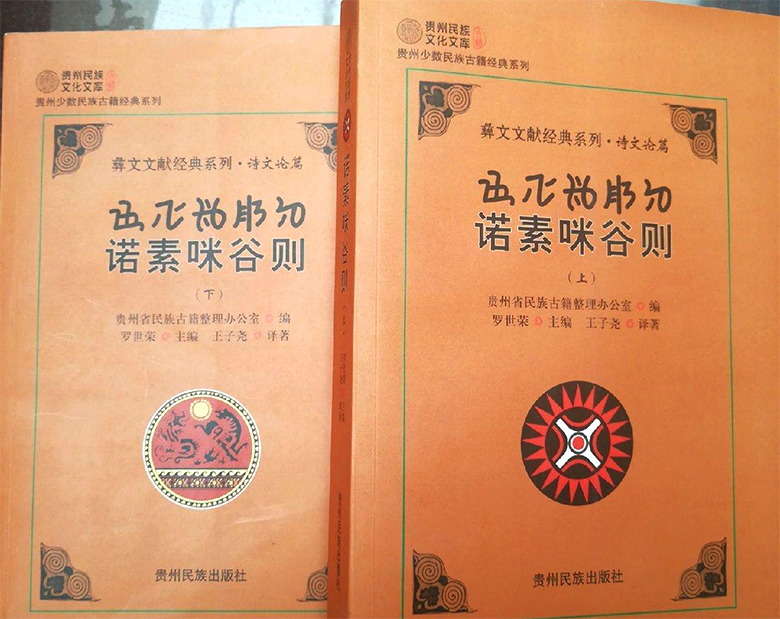 贵州民族
文化文库
贵州少数民族古籍经典系列
彝文文献经典系列·诗文论篇
诺素咪谷则
（下）
贵州省民族古籍整理办公室 编
罗世荣 主编 王子尧 译著
贵州民族出版社
诺素咪谷则
贵州民族
文化文库
贵州少数民族古籍经典系列
彝文文献经典系列·诗文论篇
诺素咪谷则
（上）
贵州省民族古籍整理办公室 编
罗世荣 主编 王子尧 译著
贵州民族出版社